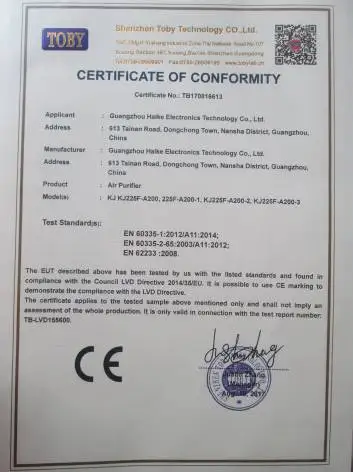 TOBY
Shenzhen Toby Technology CO.,Ltd.
CERTIFICATE OF CONFORMITY
Certificate No.: TB170816613
Applicant : Guangzhou Haike Electronics Technology Co., Ltd.
Address : 613 Tainan Road, Dongchong Town, Nansha District, Guangzhou,
China
Manufacturer : Guangzhou Haike Electronics Technology Co., Ltd.
Address : 613 Tainan Road, Dongchong Town, Nansha District, Guangzhou,
China
Product : Air Purifier
Model(s) : KJ KJ225F-A200, 225F-A200-1, KJ225F-A200-2, KJ225F-A200-3
Test Standard(s):
EN 60335-1:2012/A11:2014;
EN 60335-2-65:2003/A11:2012;
EN 62233 :2008.
The EUT described above has been tested by us with the listed standards and found in
compliance with the Council LVD Directive 2014/35/EU. It is possible to use CE marking to
demonstrate the compliance with the LVD Directive.
The certificate applies to the tested sample above mentioned only and shall not imply an
assessment of the whole production. It is only valid in connection with the test report number:
TB-LVD155600.
CE
Manager
2017